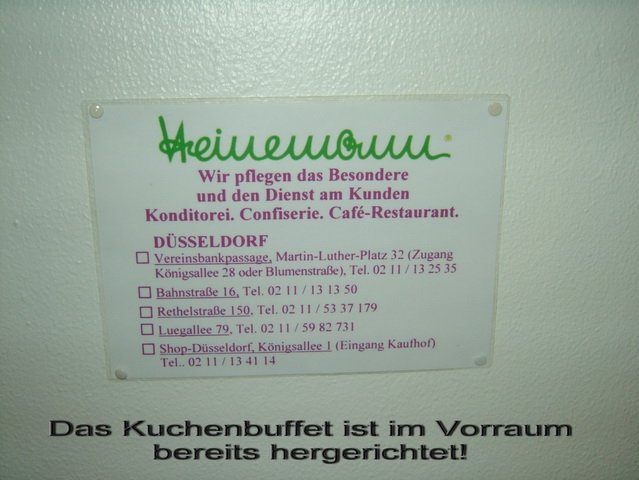 Heinemann
Wir pflegen das Besondere
und den Dienst am Kunden
Konditorei. Confiserie. Café-Restaurant.
DÜSSELDORF
Vereinsbankpassage, Martin-Luther-Platz 32 (Zugang
Königsallee 28 oder Blumenstraße), Tel. 02 11 / 13 25 35
Bahnstraße 16, Tel. 02 11 / 13 13 50
Rethelstraße 150, Tel. 02 11 / 53 37 179
Luegallee 79, Tel. 02 11 / 59 82 731
Shop-Düsseldorf, Königsallee 1 (Eingang Kaufhof)
Tel.. 02 11 / 13 41 14
Das Kuchenbuffet ist im Vorraum
bereits hergerichtet!